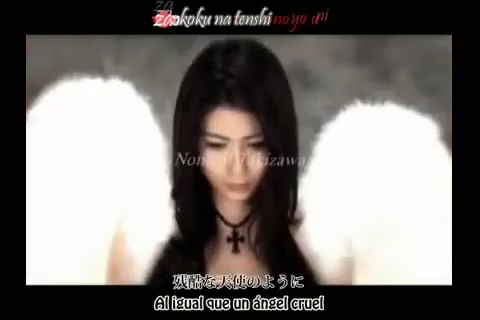 Zankoku na tenshi no yo u ni
残酷な天使のように
Al igual que un ángel cruel